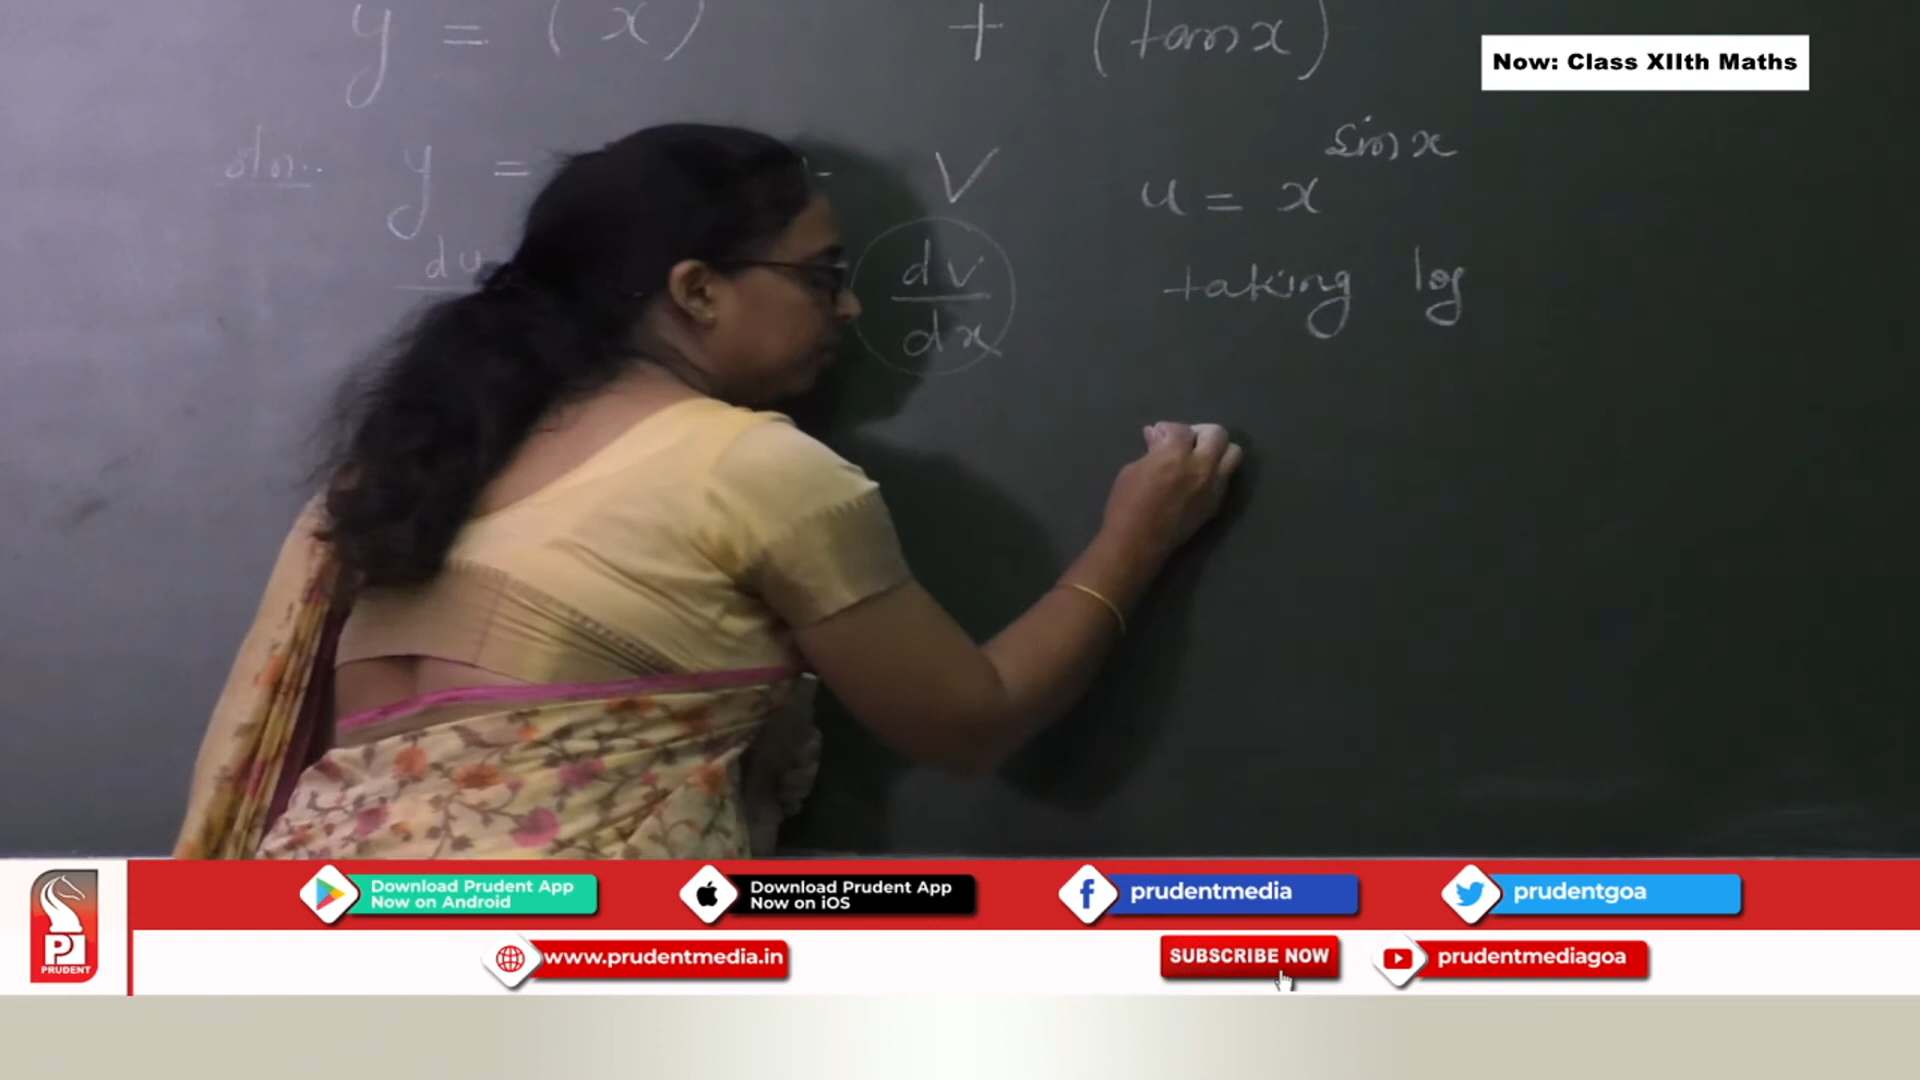 y = (x) + (tan x)
Now: Class XIIth Maths
soln:. y = V
du
dv
dx
u = x^sin x
taking log
Download Prudent App
Now on Android
Download Prudent App
Now on iOS
prudentmedia
prudentgoa
PRUDENT
www.prudentmedia.in
SUBSCRIBE NOW
prudentmediagoa